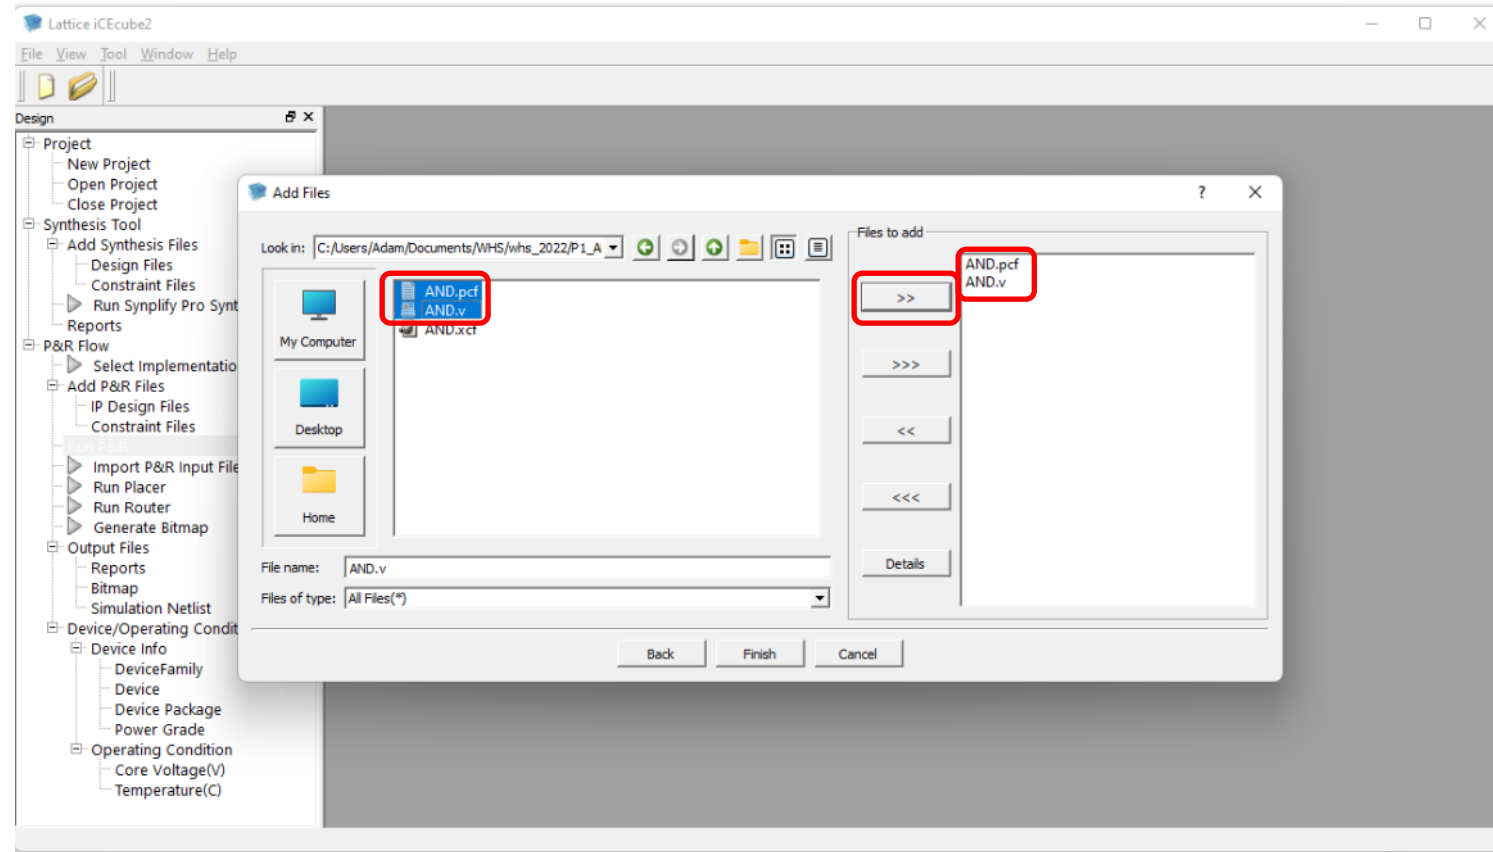 Lattice iCEcube2
File View Tool Window Help
Design
Project
New Project
Open Project
Close Project
Synthesis Tool
Add Synthesis Files
Design Files
Constraint Files
Run Synplify Pro Synt
Reports
P&R Flow
Select Implementatio
Add P&R Files
IP Design Files
Constraint Files
Run P&R
Import P&R Input File
Run Placer
Run Router
Generate Bitmap
Output Files
Reports
Bitmap
Simulation Netlist
Device/Operating Condit
Device Info
DeviceFamily
Device
Device Package
Power Grade
Operating Condition
Core Voltage(V)
Temperature(C)
Add Files
?
Look in: C:/Users/Adam/Documents/WHS/whs_2022/P1_A
My Computer
Desktop
Home
AND.pcf
AND.v
AND.xcf
File name: AND.v
Files of type: All Files(*)
Files to add
>>
>>>
<<
<<<
Details
AND.pcf
AND.v
Back Finish Cancel